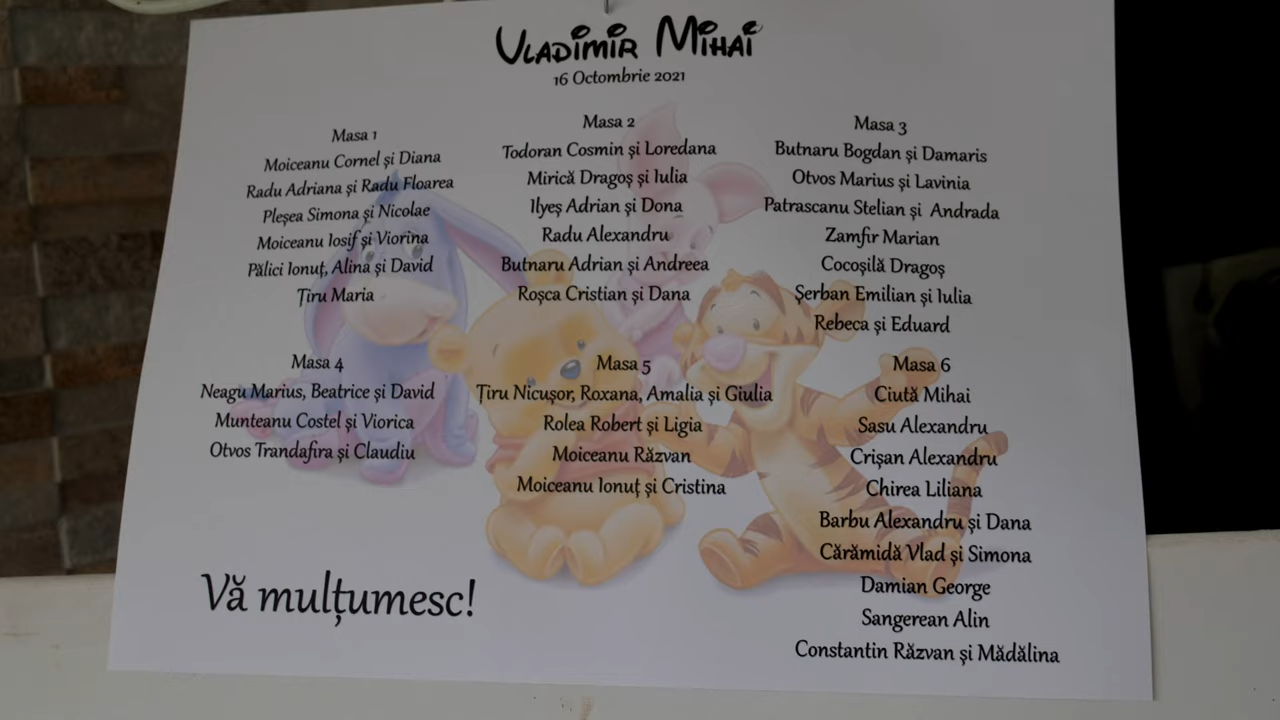 Vladimir Mihai
16 Octombrie 2021
Masa 1
Moiceanu Cornel și Diana
Radu Adriana și Radu Floarea
Pleșea Simona și Nicolae
Moiceanu Iosif și Viorina
Pălici Ionuț, Alina și David
Țiru Maria
Masa 2
Todoran Cosmin și Loredana
Mirică Dragoș și Iulia
Ilyeș Adrian și Dona
Radu Alexandru
Butnaru Adrian și Andreea
Roșca Cristian și Dana
Masa 3
Butnaru Bogdan și Damaris
Otvos Marius și Lavinia
Patrascanu Stelian și Andrada
Zamfir Marian
Cocoșilă Dragoș
Șerban Emilian și Iulia
Rebeca și Eduard
Masa 4
Neagu Marius, Beatrice și David
Munteanu Costel și Viorica
Otvos Trandafira și Claudiu
Masa 5
Țiru Nicușor, Roxana, Amalia și Giulia
Rolea Robert și Ligia
Moiceanu Răzvan
Moiceanu Ionuț și Cristina
Masa 6
Ciută Mihai
Sasu Alexandru
Crișan Alexandru
Chirea Liliana
Barbu Alexandru și Dana
Cărămidă Vlad și Simona
Damian George
Sangerean Alin
Constantin Răzvan și Mădălina
Vă mulțumesc!